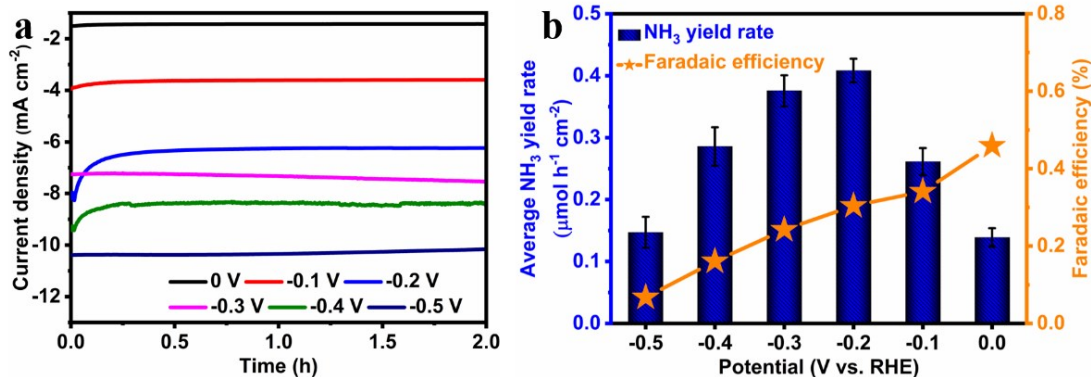 a
Current density (mA cm⁻²)
-2
-4
-6
-8
-10
-12
0 V
-0.1 V
-0.2 V
-0.3 V
-0.4 V
-0.5 V
0.0
0.5
1.0
1.5
2.0
Time (h)
b
Average NH₃ yield rate
(μmol h⁻¹ cm⁻²)
0.5
0.4
0.3
0.2
0.1
0.0
NH₃ yield rate
Faradaic efficiency
-0.5
-0.4
-0.3
-0.2
-0.1
0.0
Potential (V vs. RHE)
0.8
0.6
0.4
0.2
0.0
Faradaic efficiency (%)